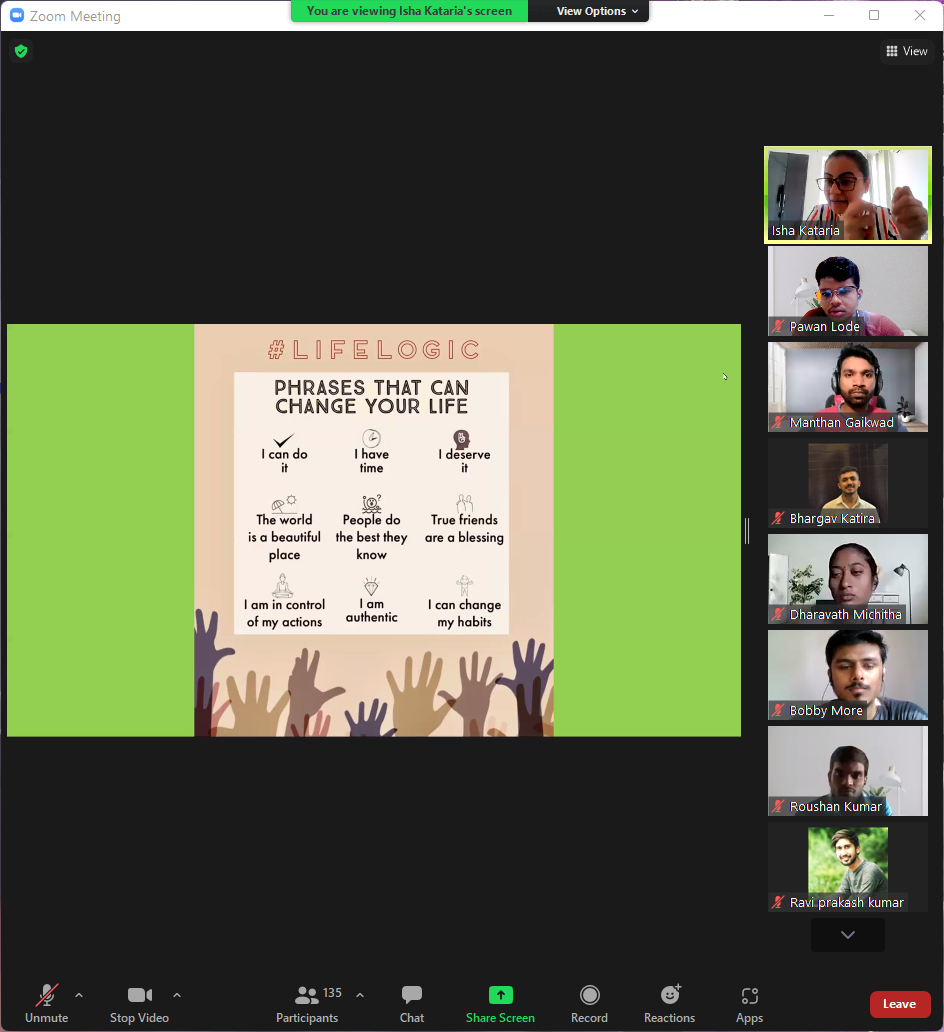 Zoom Meeting
You are viewing Isha Kataria's screen
View Options
View
Isha Kataria
Pawan Lode
Manthan Gaikwad
Bhargav Katira
Dharavath Michitha
Bobby More
Roushan Kumar
Ravi prakash kumar
#LIFELOGIC
PHRASES THAT CAN
CHANGE YOUR LIFE
I can do
it
I have
time
I deserve
it
The world
is a beautiful
place
People do
the best they
know
True friends
are a blessing
I am in control
of my actions
I am
authentic
I can change
my habits
Unmute
Stop Video
135
Participants
Chat
Share Screen
Record
Reactions
Apps
Leave